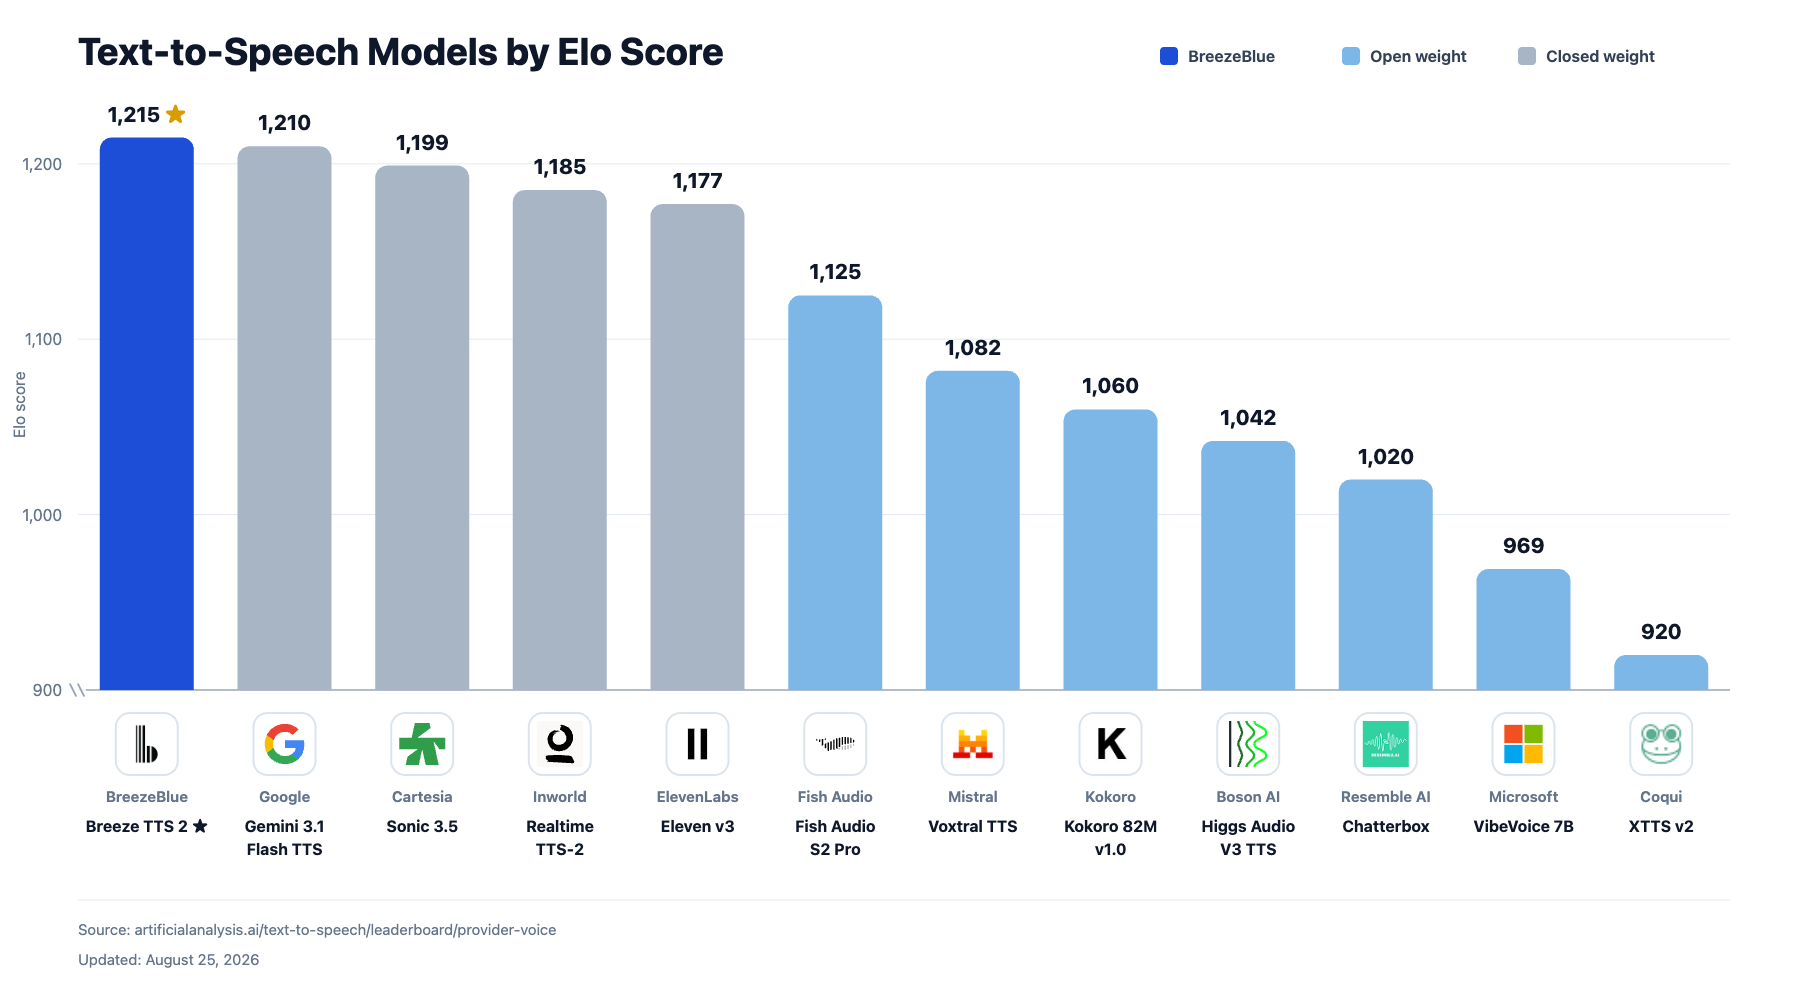 Text-to-Speech Models by Elo Score
BreezeBlue
Open weight
Closed weight
1,215
1,210
1,199
1,185
1,177
1,125
1,082
1,060
1,042
1,020
969
920
1,200
1,100
1,000
900
Elo score
BreezeBlue
Breeze TTS 2
Google
Gemini 3.1
Flash TTS
Cartesia
Sonic 3.5
Inworld
Realtime
TTS-2
ElevenLabs
Eleven v3
Fish Audio
Fish Audio
S2 Pro
Mistral
Voxtral TTS
Kokoro
Kokoro 82M
v1.0
Boson AI
Higgs Audio
V3 TTS
Resemble AI
Chatterbox
Microsoft
VibeVoice 7B
Coqui
XTTS v2
Source: artificialanalysis.ai/text-to-speech/leaderboard/provider-voice
Updated: August 25, 2026